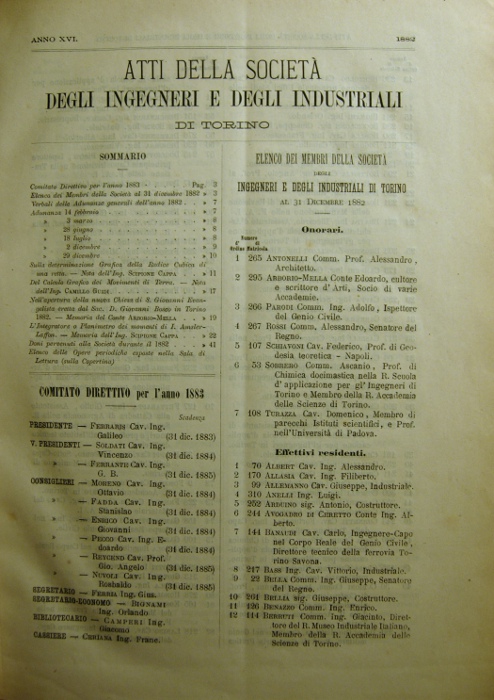 ANNO XVI.
1882
ATTI DELLA SOCIETÀ
DEGLI INGEGNERI E DEGLI INDUSTRIALI
DI TORINO
SOMMARIO
Comitato Direttivo per l'anno 1883 . . . Pag. 3
Elenco dei Membri della Società al 31 dicembre 1882 » 3
Verbali delle Adunanze generali dell'anno 1882 . . » 7
Adunanza 14 febbraio . . . » 7
» 3 marzo . . . » 6
» 28 giugno . . . » 8
» 18 luglio . . . » 8
» 2 dicembre . . . » 9
» 29 dicembre . . . » 10
Sulla determinazione Grafica della Radice Cubica di
una retta. — Nota dell'Ing. SCIPIONE CAPPA . » 11
Del Calcolo Grafico dei Movimenti di Terra. — Nota
dell'Ing. CAMILLO . . . » 17
Nell'apertura della nuova Chiesa di S. Giovanni Evan-
gelista eretta dal Sac. D. Giovanni Bosco in Torino
1882. — Memoria del Conte ARBORIO-MELLA . . » 19
L'Integratore e Planimetro dei momenti di I. Amsler-
Laffon. — Memoria dell'Ing. SCIPIONE CAPPA . » 22
Doni pervenuti alla Società durante il 1882 . . » 41
Elenco delle Opere periodiche esposte nella Sala di
Lettura (sulla Copertina)
COMITATO DIRETTIVO per l'anno 1883
Scadenza
PRESIDENTE — FERRARIS Cav. Ing.
Galileo (31 dic. 1883)
V. PRESIDENTI — SOLDATI Cav. Ing.
Vincenzo (31 dic. 1884)
» — FERRANTE Cav. Ing.
G. B. (31 dic. 1885)
CONSIGLIERI — MORENO Cav. Ing.
Ottavio (31 dic. 1884)
» — FADDA Cav. Ing.
Stanislao (31 dic. 1884)
» — ENRICO Cav. Ing.
Giovanni (31 dic. 1884)
» — PECCO Cav. Ing. E-
doardo (31 dic. 1884)
» — REYCEND Cav. Prof.
Gio. Angelo (31 dic. 1885)
» — NUVOLI Cav. Ing.
Rosbaldo (31 dic. 1885)
SEGRETARIO — FERRIA Ing. Gius.
SEGRETARIO-ECONOMO — BIGNAMI
Ing. Orlando (31 dic. 1884)
BIBLIOTECARIO — CAMPERI Ing.
Giacomo (31 dic. 1884)
CASSIERE — CERIANA Ing. Franc.
ELENCO DEI MEMBRI DELLA SOCIETÀ
DEGLI
INGEGNERI E DEGLI INDUSTRIALI DI TORINO
AL 31 DICEMBRE 1882
Onorari.
Numero
d' di
Ordine Matricola
1 265 ANTONELLI Comm. Prof. Alessandro,
Architetto.
2 295 ARBORIO-MELLA Conte Edoardo, cultore
e scrittore d'Arti, Socio di varie
Accademie.
3 266 PARODI Comm. Ing. Adolfo, Ispettore
del Genio Civile.
4 267 ROSSI Comm. Alessandro, Senatore del
Regno.
5 107 SCHIAVONI Cav. Federico, Prof. di Geo-
desia teoretica - Napoli.
6 53 SOBRERO Comm. Ascanio, Prof. di
Chimica docimastica nella R. Scuola
d'applicazione per gl'Ingegneri di
Torino e Membro della R. Accademia
delle Scienze di Torino.
7 108 TURAZZA Cav. Domenico, Membro di
parecchi Istituti scientifici, e Prof.
nell'Università di Padova.
Effettivi residenti.
1 70 ALBERT Cav. Ing. Alessandro.
2 170 ALLASIA Cav. Ing. Filiberto.
3 99 ALLEMANNO Cav. Giuseppe, Industriale.
4 310 ANELLI Ing. Luigi.
5 252 ARDUINO sig. Antonio, Costruttore.
6 244 AVOGADRO DI CERETTO Conte Ing. Al-
berto.
7 144 BANAUDI Cav. Carlo, Ingegnere-Capo
nel Corpo Reale del Genio Civile,
Direttore tecnico della ferrovia To-
rino-Savona.
8 247 BASS Ing. Cav. Vittorio, Industriale.
9 22 BELLA Comm. Ing. Giuseppe, Senatore
del Regno.
10 261 BELLIA sig. Giuseppe, Costruttore.
11 126 BENAZZO Comm. Ing. Enrico.
12 114 BERRUTI Comm. Ing. Giacinto, Diret-
tore del R. Museo Industriale Italiano,
Membro della R. Accademia delle
Scienze di Torino.